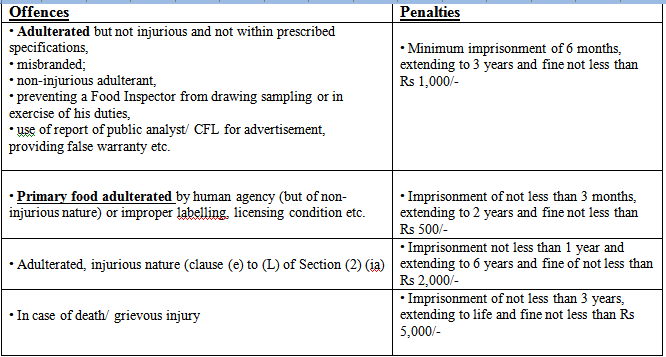 Offences
Penalties
• Adulterated but not injurious and not within prescribed
specifications,
• misbranded;
• non-injurious adulterant,
• preventing a Food Inspector from drawing sampling or in
exercise of his duties,
• use of report of public analyst/ CFL for advertisement,
providing false warranty etc.
• Minimum imprisonment of 6 months,
extending to 3 years and fine not less than
Rs 1,000/-
• Primary food adulterated by human agency (but of non-
injurious nature) or improper labelling, licensing condition etc.
• Imprisonment of not less than 3 months,
extending to 2 years and fine not less than
Rs 500/-
• Adulterated, injurious nature (clause (e) to (L) of Section (2) (ia)
• Imprisonment not less than 1 year and
extending to 6 years and fine of not less than
Rs 2,000/-
• In case of death/ grievous injury
• Imprisonment of not less than 3 years,
extending to life and fine not less than Rs
5,000/-